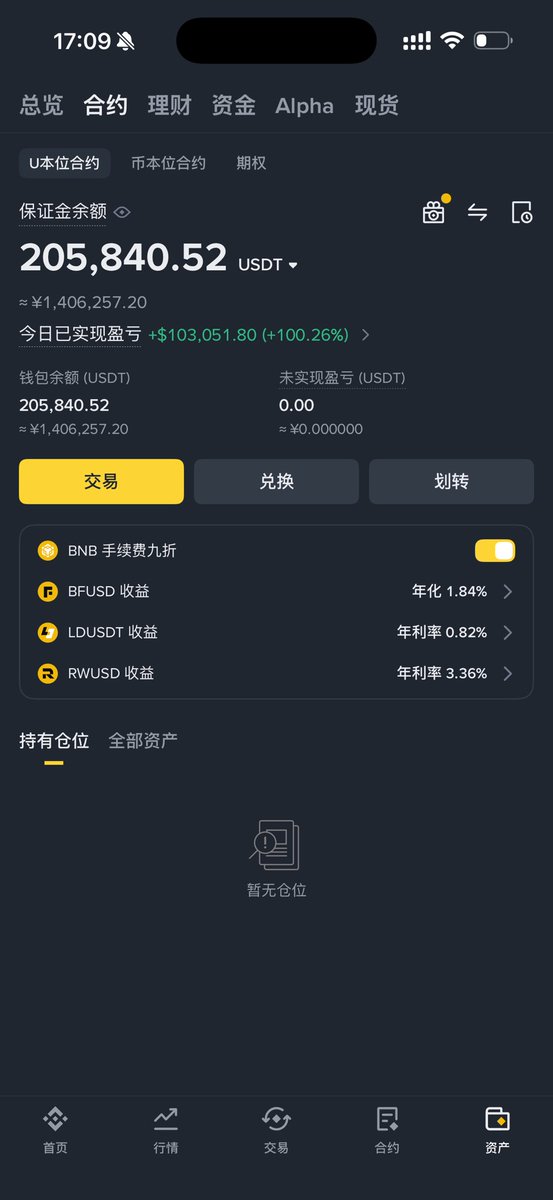 17:09
总览 合约 理财 资金 Alpha 现货
U本位合约 币本位合约 期权
保证金余额
205,840.52 USDT
≈ ¥1,406,257.20
今日已实现盈亏 +$103,051.80 (+100.26%)
钱包余额 (USDT) 未实现盈亏 (USDT)
205,840.52 0.00
≈ ¥1,406,257.20 ≈ ¥0.000000
交易 兑换 划转
BNB 手续费九折
BFUSD 收益 年化 1.84%
LDUSDT 收益 年利率 0.82%
RWUSD 收益 年利率 3.36%
持有仓位 全部资产
暂无仓位
首页 行情 交易 合约 资产